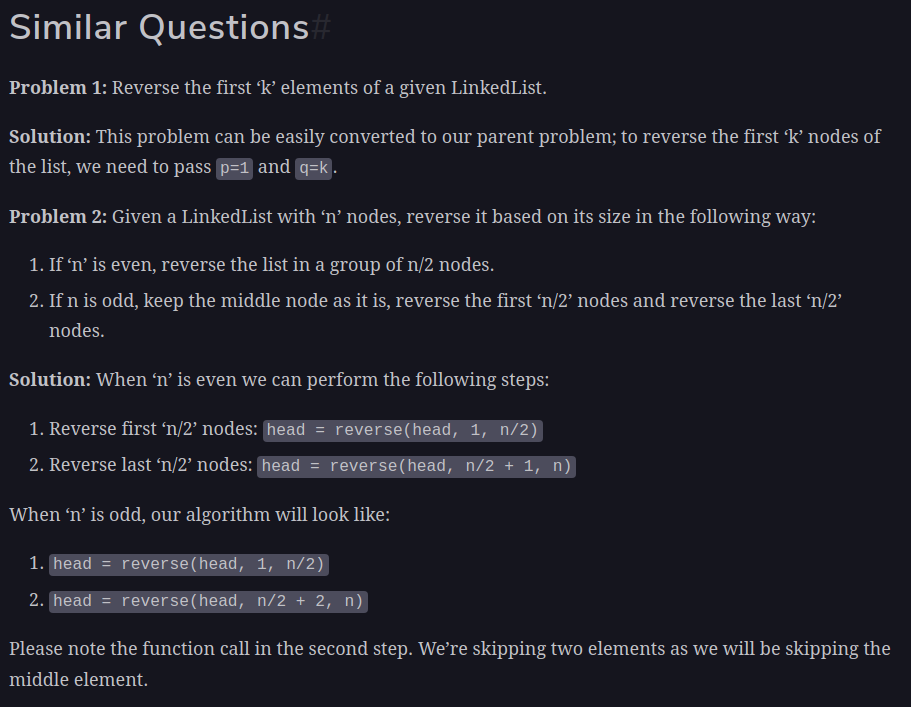 Similar Questions#
Problem 1: Reverse the first ‘k’ elements of a given LinkedList.
Solution: This problem can be easily converted to our parent problem; to reverse the first ‘k’ nodes of
the list, we need to pass p=1 and q=k.
Problem 2: Given a LinkedList with ‘n’ nodes, reverse it based on its size in the following way:
1. If ‘n’ is even, reverse the list in a group of n/2 nodes.
2. If n is odd, keep the middle node as it is, reverse the first ‘n/2’ nodes and reverse the last ‘n/2’
nodes.
Solution: When ‘n’ is even we can perform the following steps:
1. Reverse first ‘n/2’ nodes: head = reverse(head, 1, n/2)
2. Reverse last ‘n/2’ nodes: head = reverse(head, n/2 + 1, n)
When ‘n’ is odd, our algorithm will look like:
1. head = reverse(head, 1, n/2)
2. head = reverse(head, n/2 + 2, n)
Please note the function call in the second step. We’re skipping two elements as we will be skipping the
middle element.